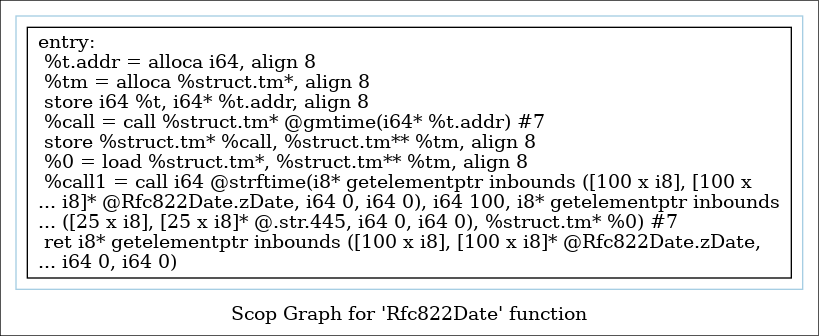 entry:
%t.addr = alloca i64, align 8
%tm = alloca %struct.tm*, align 8
store i64 %t, i64* %t.addr, align 8
%call = call %struct.tm* @gmtime(i64* %t.addr) #7
store %struct.tm* %call, %struct.tm** %tm, align 8
%0 = load %struct.tm*, %struct.tm** %tm, align 8
%call1 = call i64 @strftime(i8* getelementptr inbounds ([100 x i8], [100 x
... i8]* @Rfc822Date.zDate, i64 0, i64 0), i64 100, i8* getelementptr inbounds
... ([25 x i8], [25 x i8]* @.str.445, i64 0, i64 0), %struct.tm* %0) #7
ret i8* getelementptr inbounds ([100 x i8], [100 x i8]* @Rfc822Date.zDate,
... i64 0, i64 0)
Scop Graph for 'Rfc822Date' function